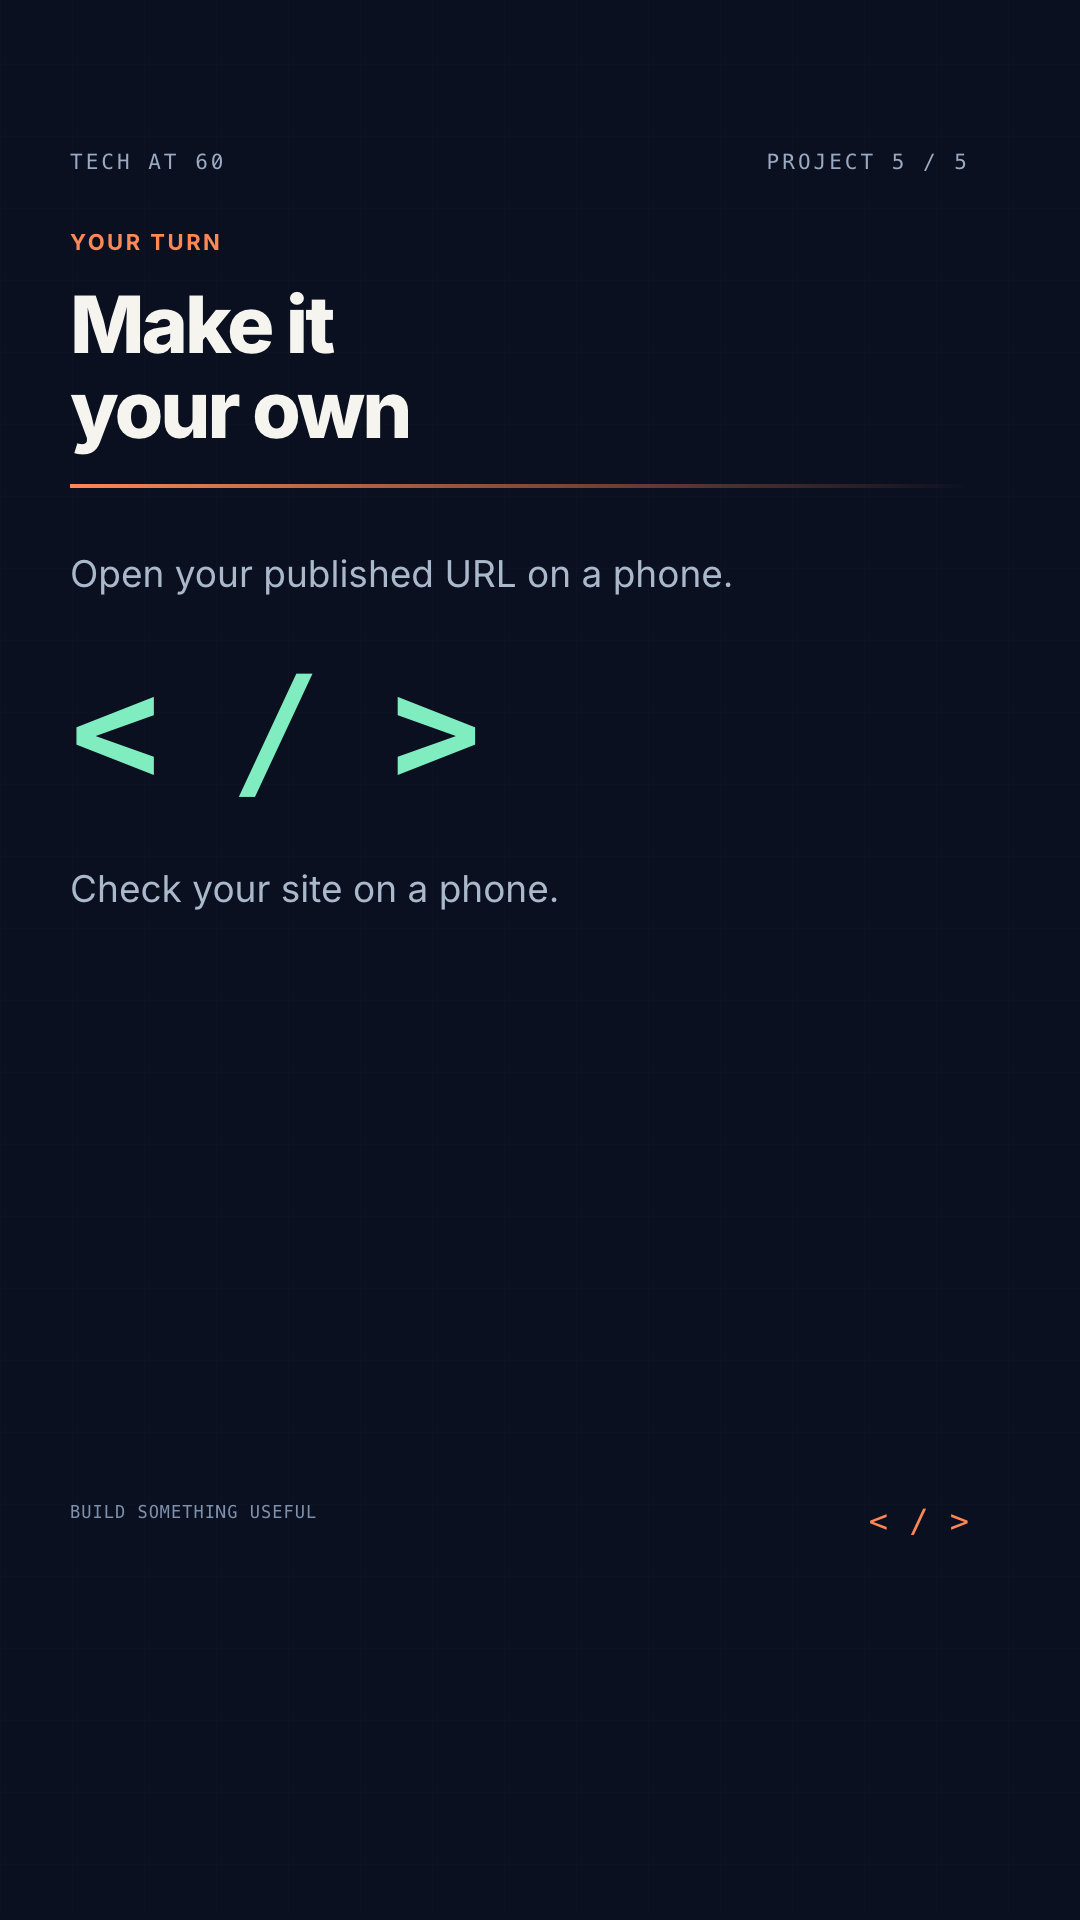 TECH AT 60
PROJECT 5 / 5
YOUR TURN
Make it
your own
Open your published URL on a phone.
< / >
Check your site on a phone.
BUILD SOMETHING USEFUL
< / >